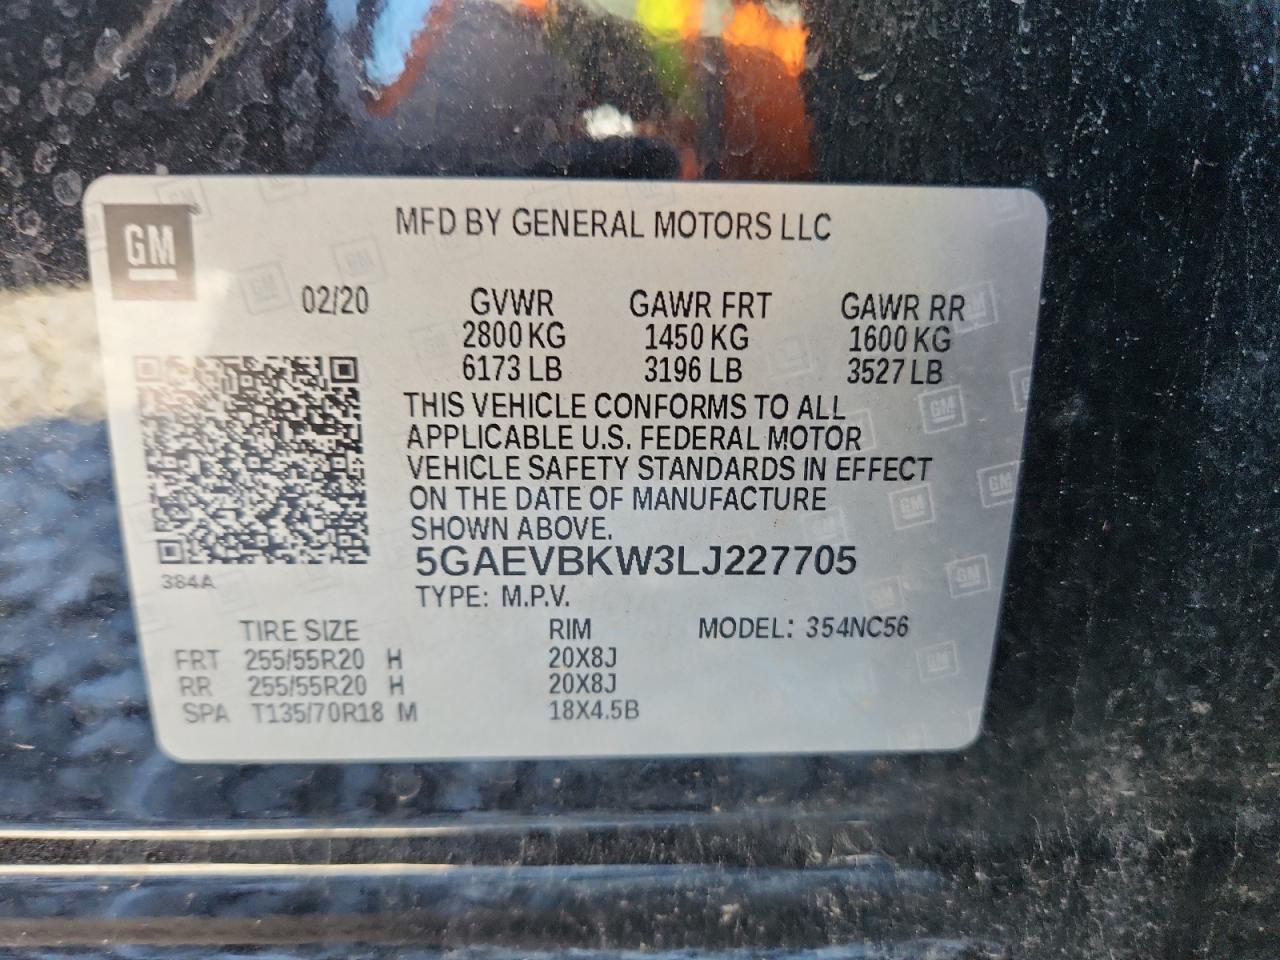 GM
MFD BY GENERAL MOTORS LLC
02/20 GVWR GAWR FRT GAWR RR
2800 KG 1450 KG 1600 KG
6173 LB 3196 LB 3527 LB
THIS VEHICLE CONFORMS TO ALL
APPLICABLE U.S. FEDERAL MOTOR
VEHICLE SAFETY STANDARDS IN EFFECT
ON THE DATE OF MANUFACTURE
SHOWN ABOVE.
5GAEVBKW3LJ227705
384A
TYPE: M.P.V.
TIRE SIZE RIM MODEL: 354NC56
FRT 255/55R20 H 20X8J
RR 255/55R20 H 20X8J
SPA T135/70R18 M 18X4.5B